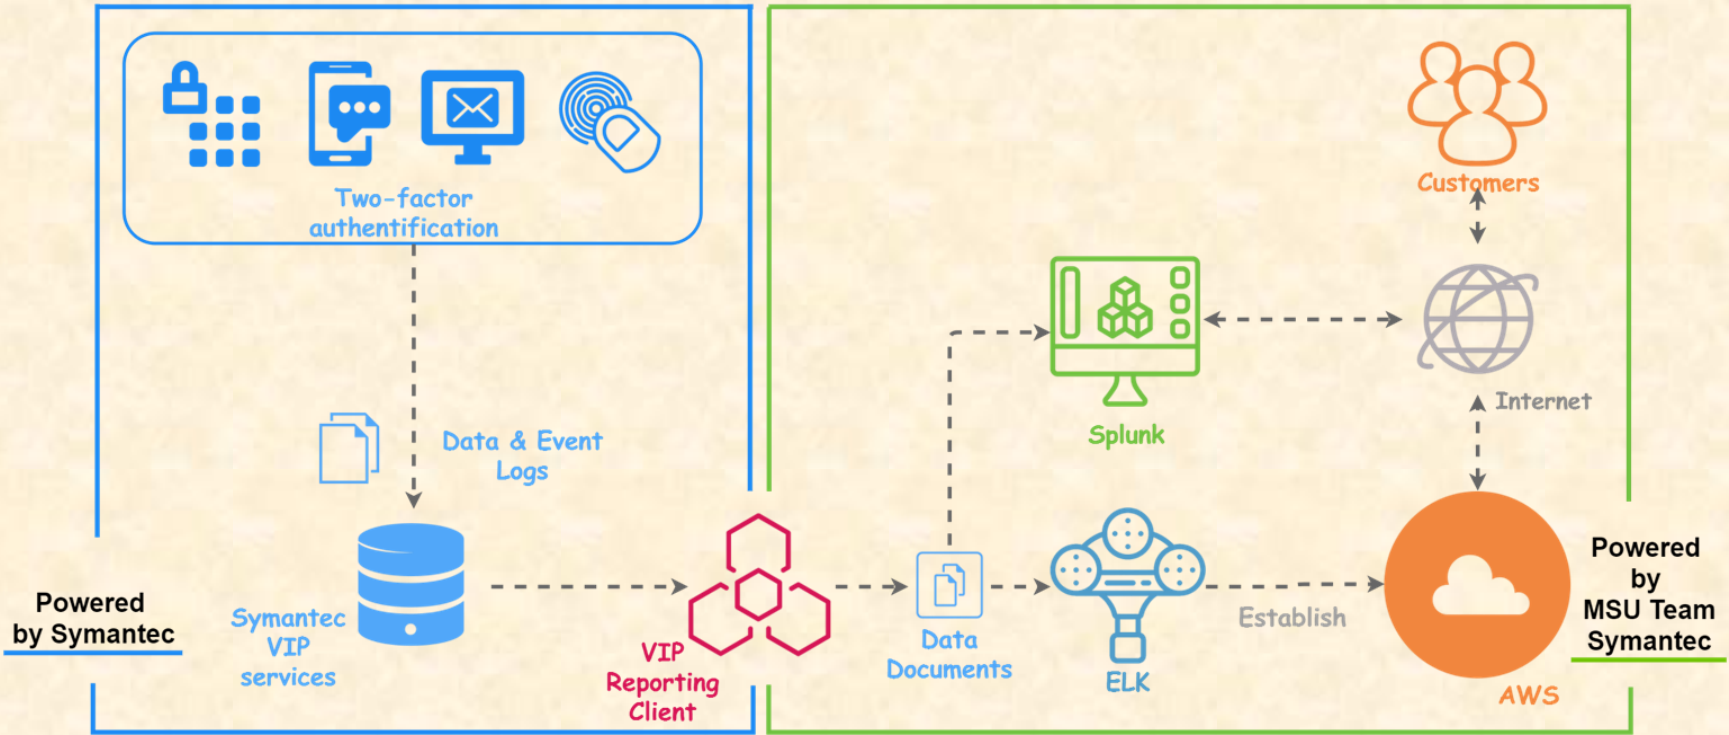 Two-factor
authentification
Data & Event
Logs
Powered
by Symantec
Symantec
VIP
services
VIP
Reporting
Client
Data
Documents
Splunk
ELK
Establish
Customers
Internet
AWS
Powered
by
MSU Team
Symantec